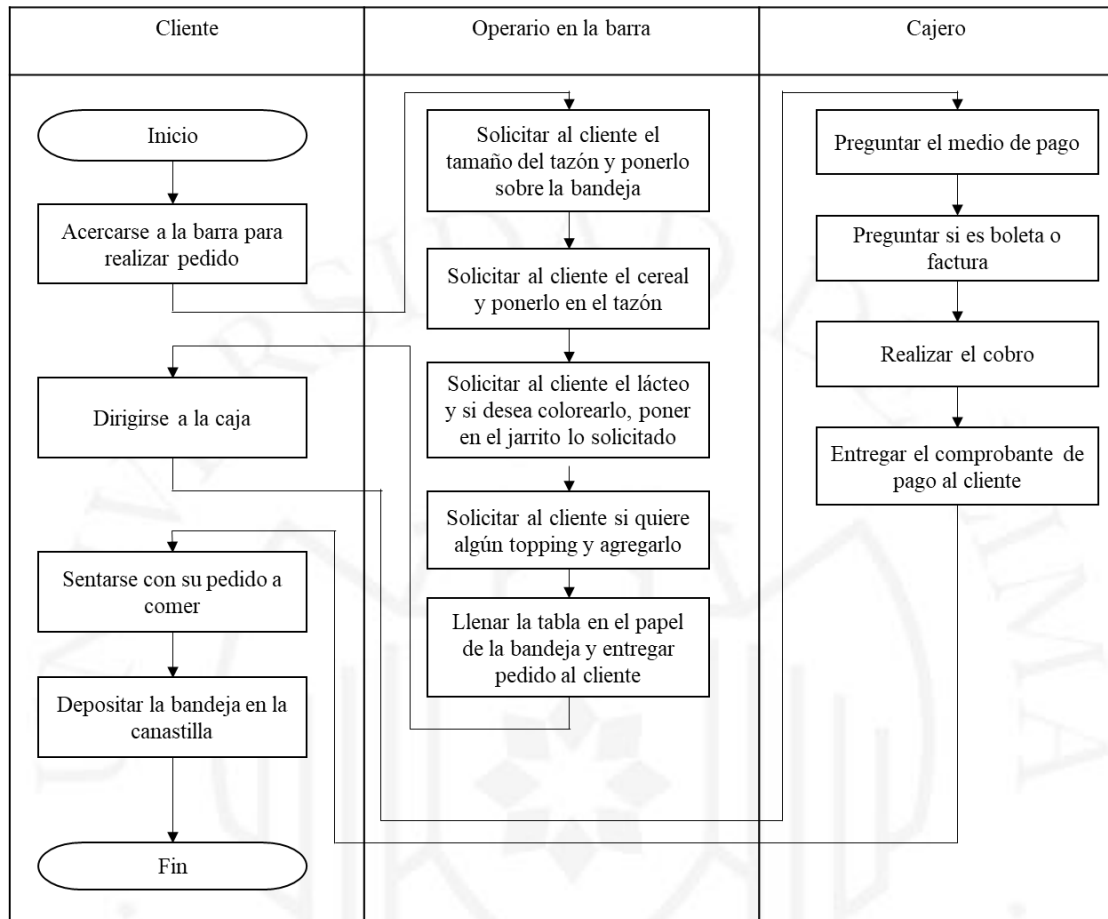 Cliente
Operario en la barra
Cajero
Inicio
Acercarse a la barra para
realizar pedido
Solicitar al cliente el
tamaño del tazón y ponerlo
sobre la bandeja
Solicitar al cliente el cereal
y ponerlo en el tazón
Solicitar al cliente el lácteo
y si desea colorearlo, poner
en el jarrito lo solicitado
Solicitar al cliente si quiere
algún topping y agregarlo
Llenar la tabla en el papel
de la bandeja y entregar
pedido al cliente
Dirigirse a la caja
Preguntar el medio de pago
Preguntar si es boleta o
factura
Realizar el cobro
Entregar el comprobante de
pago al cliente
Sentarse con su pedido a
comer
Depositar la bandeja en la
canastilla
Fin
UNIVERSIDAD DE LIMA